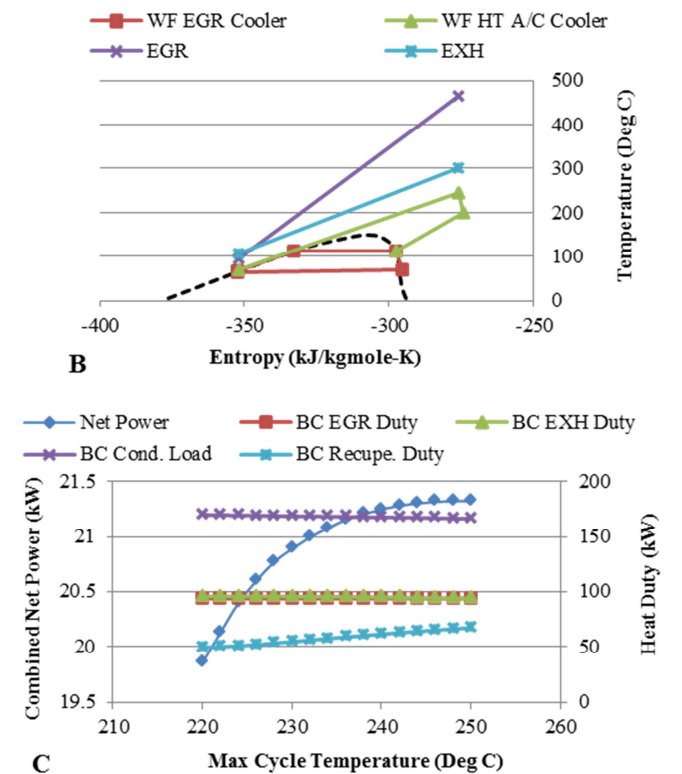 WF EGR Cooler
WF HT A/C Cooler
EGR
EXH
500
400
300
200
100
0
Temperature (Deg C)
-400 -350 -300 -250
Entropy (kJ/kgmole-K)
B
Net Power
BC EGR Duty
BC EXH Duty
BC Cond. Load
BC Recupe. Duty
Combined Net Power (kW)
21.5
21
20.5
20
19.5
200
150
100
50
0
Heat Duty (kW)
210 220 230 240 250 260
Max Cycle Temperature (Deg C)
C